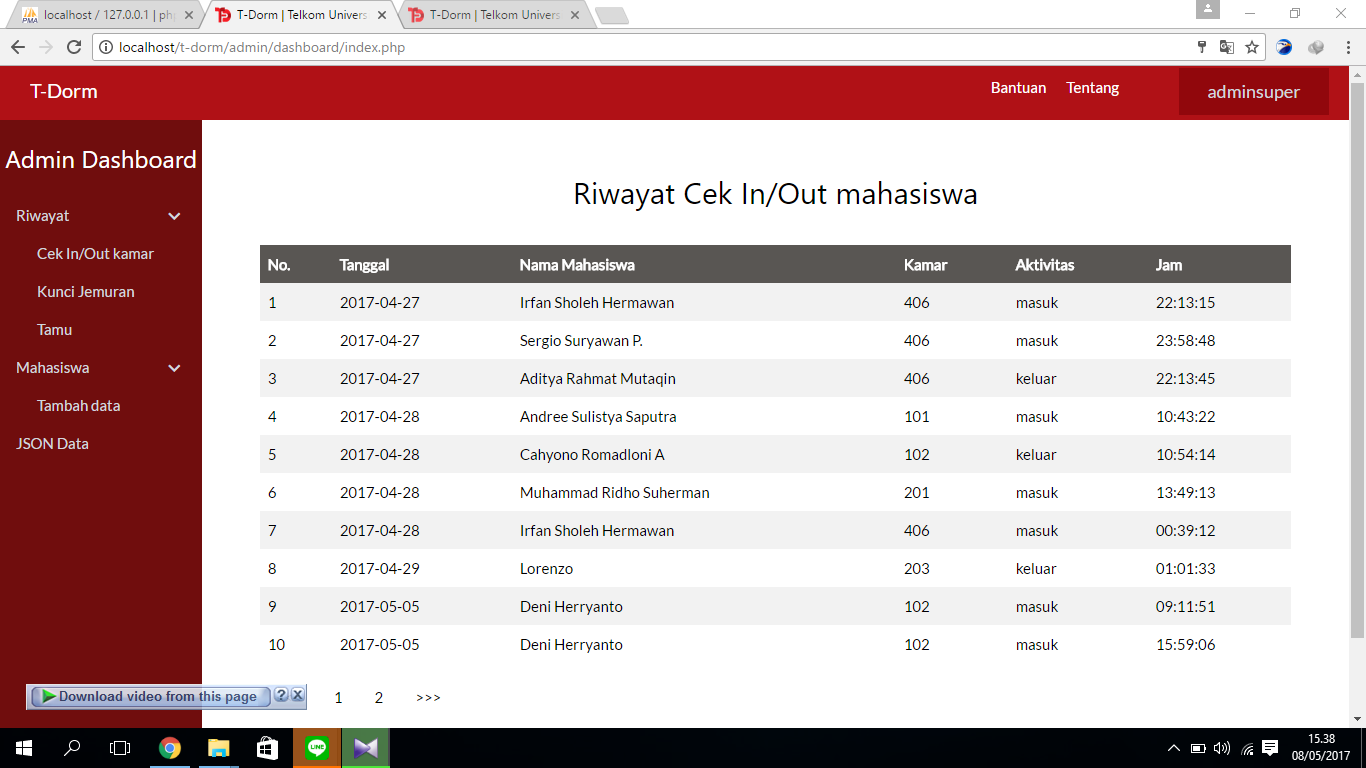 localhost / 127.0.0.1 | ph
T-Dorm | Telkom Univers
T-Dorm | Telkom Univers
localhost/t-dorm/admin/dashboard/index.php
T-Dorm
Bantuan Tentang adminsuper
Admin Dashboard
Riwayat
Cek In/Out kamar
Kunci Jemuran
Tamu
Mahasiswa
Tambah data
JSON Data
Riwayat Cek In/Out mahasiswa
No. Tanggal Nama Mahasiswa Kamar Aktivitas Jam
1 2017-04-27 Irfan Sholeh Hermawan 406 masuk 22:13:15
2 2017-04-27 Sergio Suryawan P. 406 masuk 23:58:48
3 2017-04-27 Aditya Rahmat Mutaqin 406 keluar 22:13:45
4 2017-04-28 Andree Sulistya Saputra 101 masuk 10:43:22
5 2017-04-28 Cahyono Romadloni A 102 keluar 10:54:14
6 2017-04-28 Muhammad Ridho Suherman 201 masuk 13:49:13
7 2017-04-28 Irfan Sholeh Hermawan 406 masuk 00:39:12
8 2017-04-29 Lorenzo 203 keluar 01:01:33
9 2017-05-05 Deni Herryanto 102 masuk 09:11:51
10 2017-05-05 Deni Herryanto 102 masuk 15:59:06
1 2 >>>
Download video from this page ?
LINE
15.38
08/05/2017